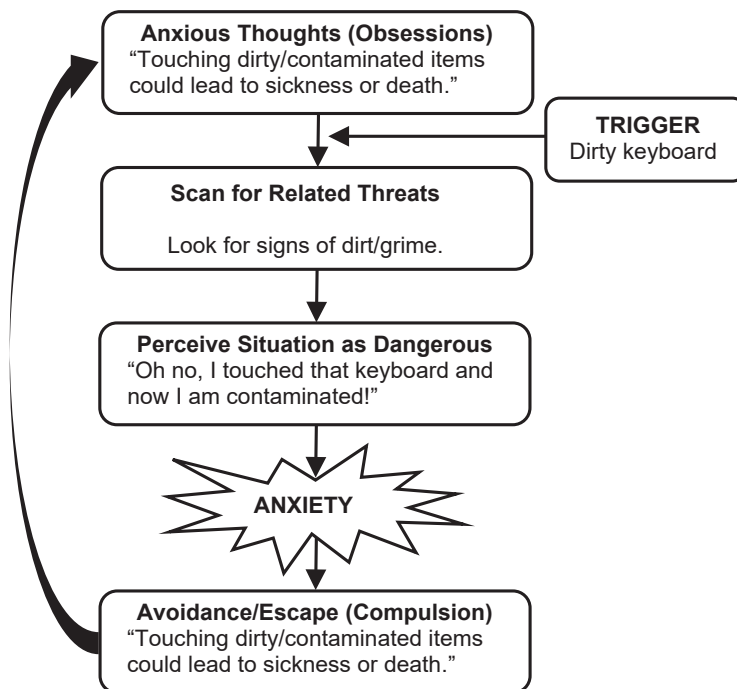 Anxious Thoughts (Obsessions)
“Touching dirty/contaminated items
could lead to sickness or death.”
TRIGGER
Dirty keyboard
Scan for Related Threats
Look for signs of dirt/grime.
Perceive Situation as Dangerous
“Oh no, I touched that keyboard and
now I am contaminated!”
ANXIETY
Avoidance/Escape (Compulsion)
“Touching dirty/contaminated items
could lead to sickness or death.”